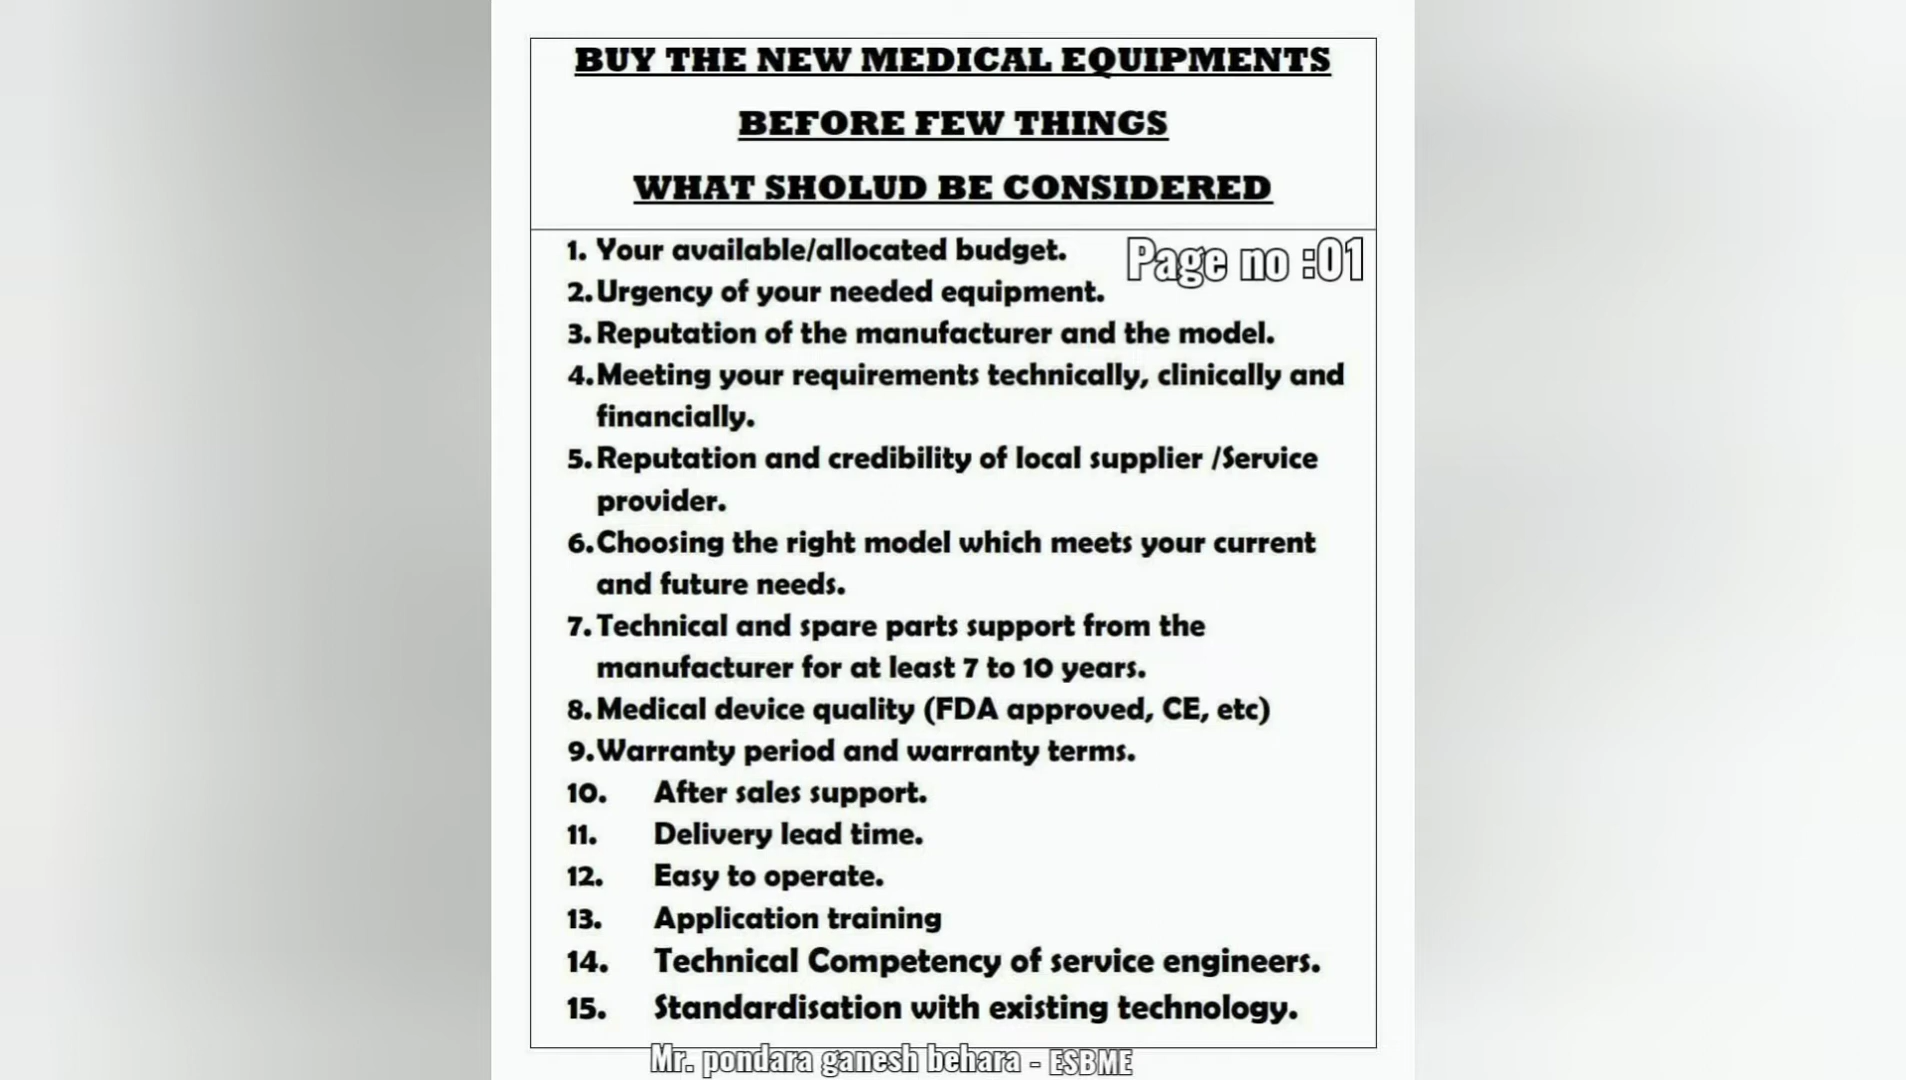 BUY THE NEW MEDICAL EQUIPMENTS
BEFORE FEW THINGS
WHAT SHOLUD BE CONSIDERED
1. Your available/allocated budget.
Page no :01
2. Urgency of your needed equipment.
3. Reputation of the manufacturer and the model.
4. Meeting your requirements technically, clinically and
financially.
5. Reputation and credibility of local supplier /Service
provider.
6. Choosing the right model which meets your current
and future needs.
7. Technical and spare parts support from the
manufacturer for at least 7 to 10 years.
8. Medical device quality (FDA approved, CE, etc)
9. Warranty period and warranty terms.
10. After sales support.
11. Delivery lead time.
12. Easy to operate.
13. Application training
14. Technical Competency of service engineers.
15. Standardisation with existing technology.
Mr. pondara ganesh behara - ESBME